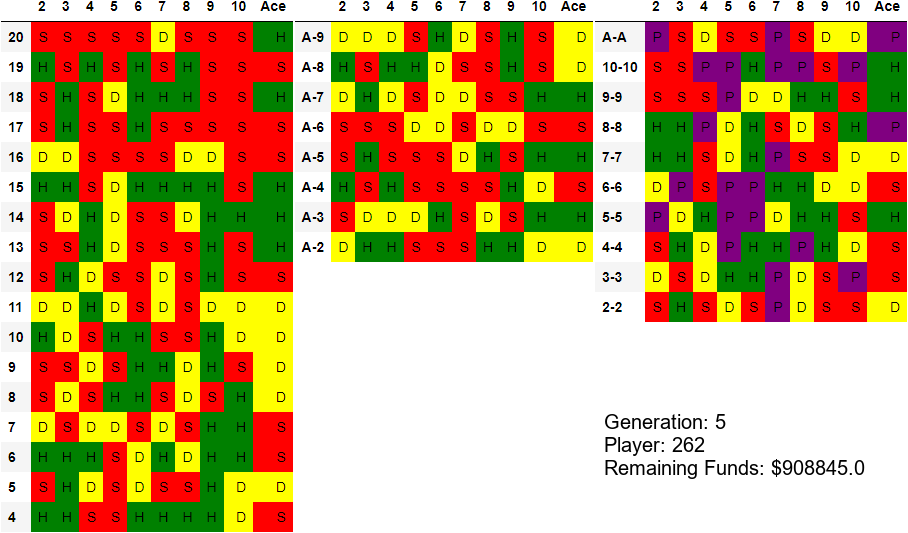 2 3 4 5 6 7 8 9 10 Ace
20 S S S S S D S S S H
19 H S H S H S H S S S
18 S H S D H H H S S H
17 S H S S H S S S S S
16 D D S S S S D D S S
15 H H S D H H H H S H
14 S D H D S S D H H H
13 S S H D S S S H S H
12 S H D S S D S H S S
11 D D H D S D S D D D
10 H D S H H S S H D D
9 S S D S H H D H S D
8 S D S H H S D S H D
7 D S D D S D S H H S
6 H H H S D H D H H S
5 S H D S D S S H D D
4 H H S S H H H H D S
2 3 4 5 6 7 8 9 10 Ace
A-9 D D D S H D S H S D
A-8 H S H H D S S H S D
A-7 D H D S D D S S H H
A-6 S S S D D S D D S S
A-5 S H S S S D H S H H
A-4 H S H S S S S H D S
A-3 S D D D H S D S H H
A-2 D H H S S S H H D D
2 3 4 5 6 7 8 9 10 Ace
A-A P S D S S P S D D P
10-10 S S P P H P P S P H
9-9 S S S P D D H H S H
8-8 H H P D H S D S H P
7-7 H H S D H P S S D D
6-6 D P S P P H H D D S
5-5 P D H P P D H H S H
4-4 S H D P H H P H D S
3-3 D S D H H P D S P S
2-2 S H S D S P D S S D
Generation: 5
Player: 262
Remaining Funds: $908845.0